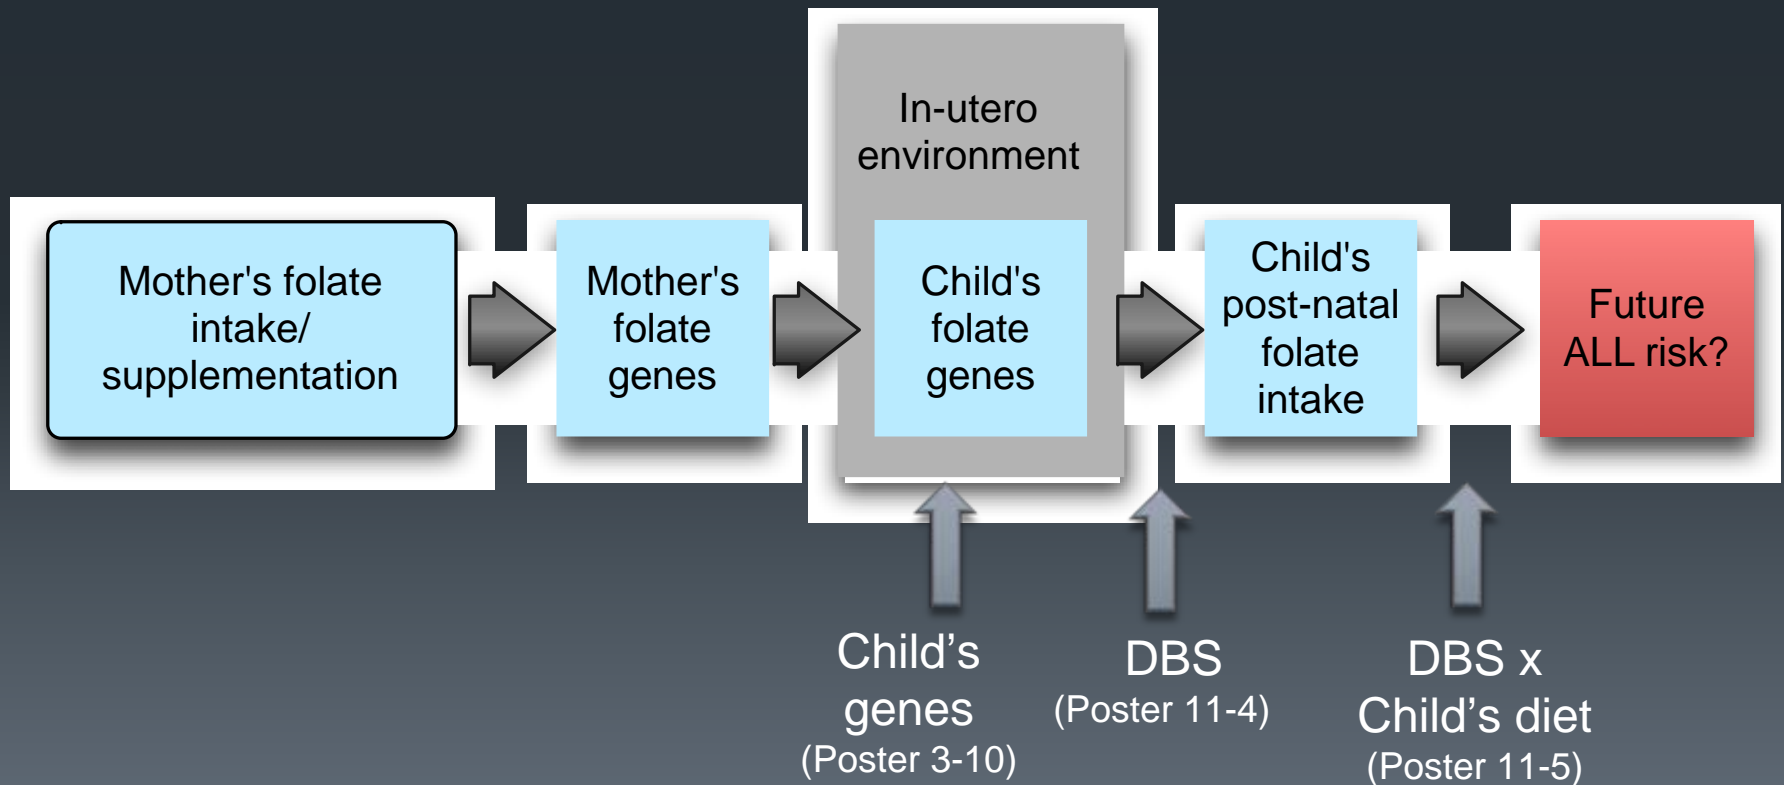 Mother's folate
intake/
supplementation
Mother's
folate
genes
In-utero
environment
Child's
folate
genes
Child's
post-natal
folate
intake
Future
ALL risk?
Child’s
genes
(Poster 3-10)
DBS
(Poster 11-4)
DBS x
Child’s diet
(Poster 11-5)